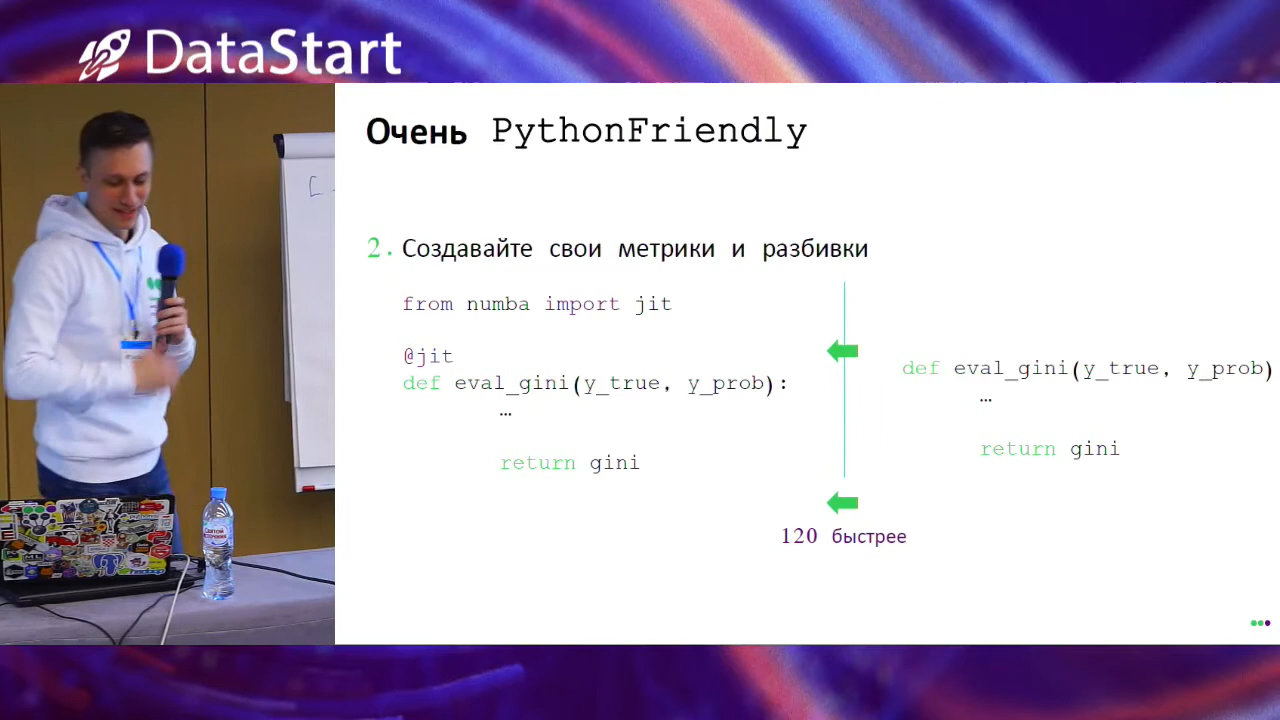 DataStart
Очень PythonFriendly
2. Создавайте свои метрики и разбивки
from numba import jit
@jit
def eval_gini(y_true, y_prob):
…
return gini
def eval_gini(y_true, y_prob)
…
return gini
120 быстрее